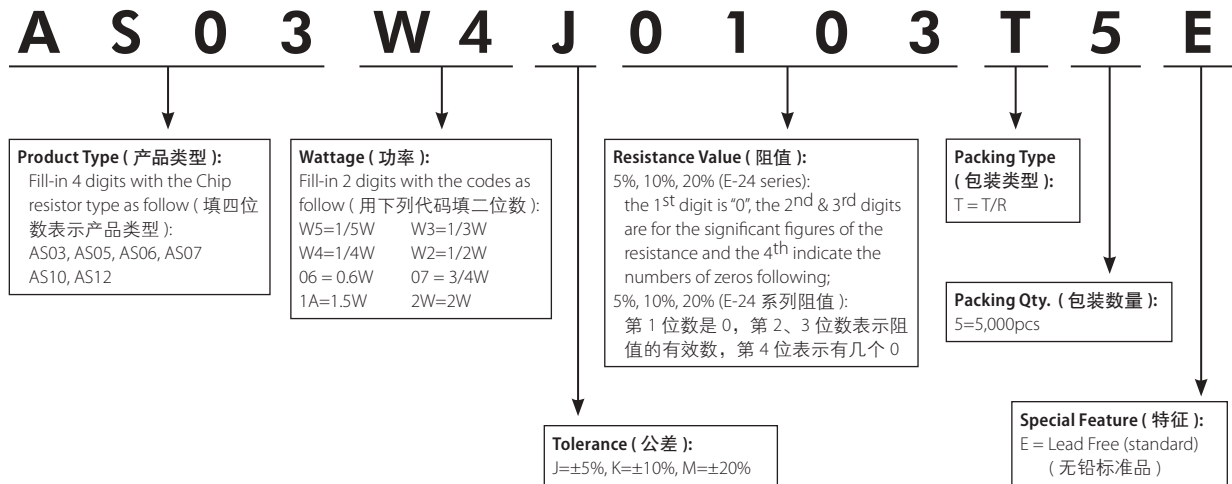 A S 0 3 W 4 J 0 1 0 3 T 5 E
Product Type ( 产品类型 ):
Fill-in 4 digits with the Chip
resistor type as follow ( 填四位
数表示产品类型 ):
AS03, AS05, AS06, AS07
AS10, AS12
Wattage ( 功率 ):
Fill-in 2 digits with the codes as
follow ( 用下列代码填二位数 ):
W5=1/5W W3=1/3W
W4=1/4W W2=1/2W
06 = 0.6W 07 = 3/4W
1A=1.5W 2W=2W
Resistance Value ( 阻值 ):
5%, 10%, 20% (E-24 series):
the 1st digit is “0”, the 2nd & 3rd digits
are for the significant figures of the
resistance and the 4th indicate the
numbers of zeros following;
5%, 10%, 20% (E-24 系列阻值 ):
第 1 位数是 0，第 2、3 位数表示阻
值的有效数，第 4 位表示有几个 0
Packing Type
( 包装类型 ):
T = T/R
Packing Qty. ( 包装数量 ):
5=5,000pcs
Tolerance ( 公差 ):
J=±5%, K=±10%, M=±20%
Special Feature ( 特征 ):
E = Lead Free (standard)
( 无铅标准品 )